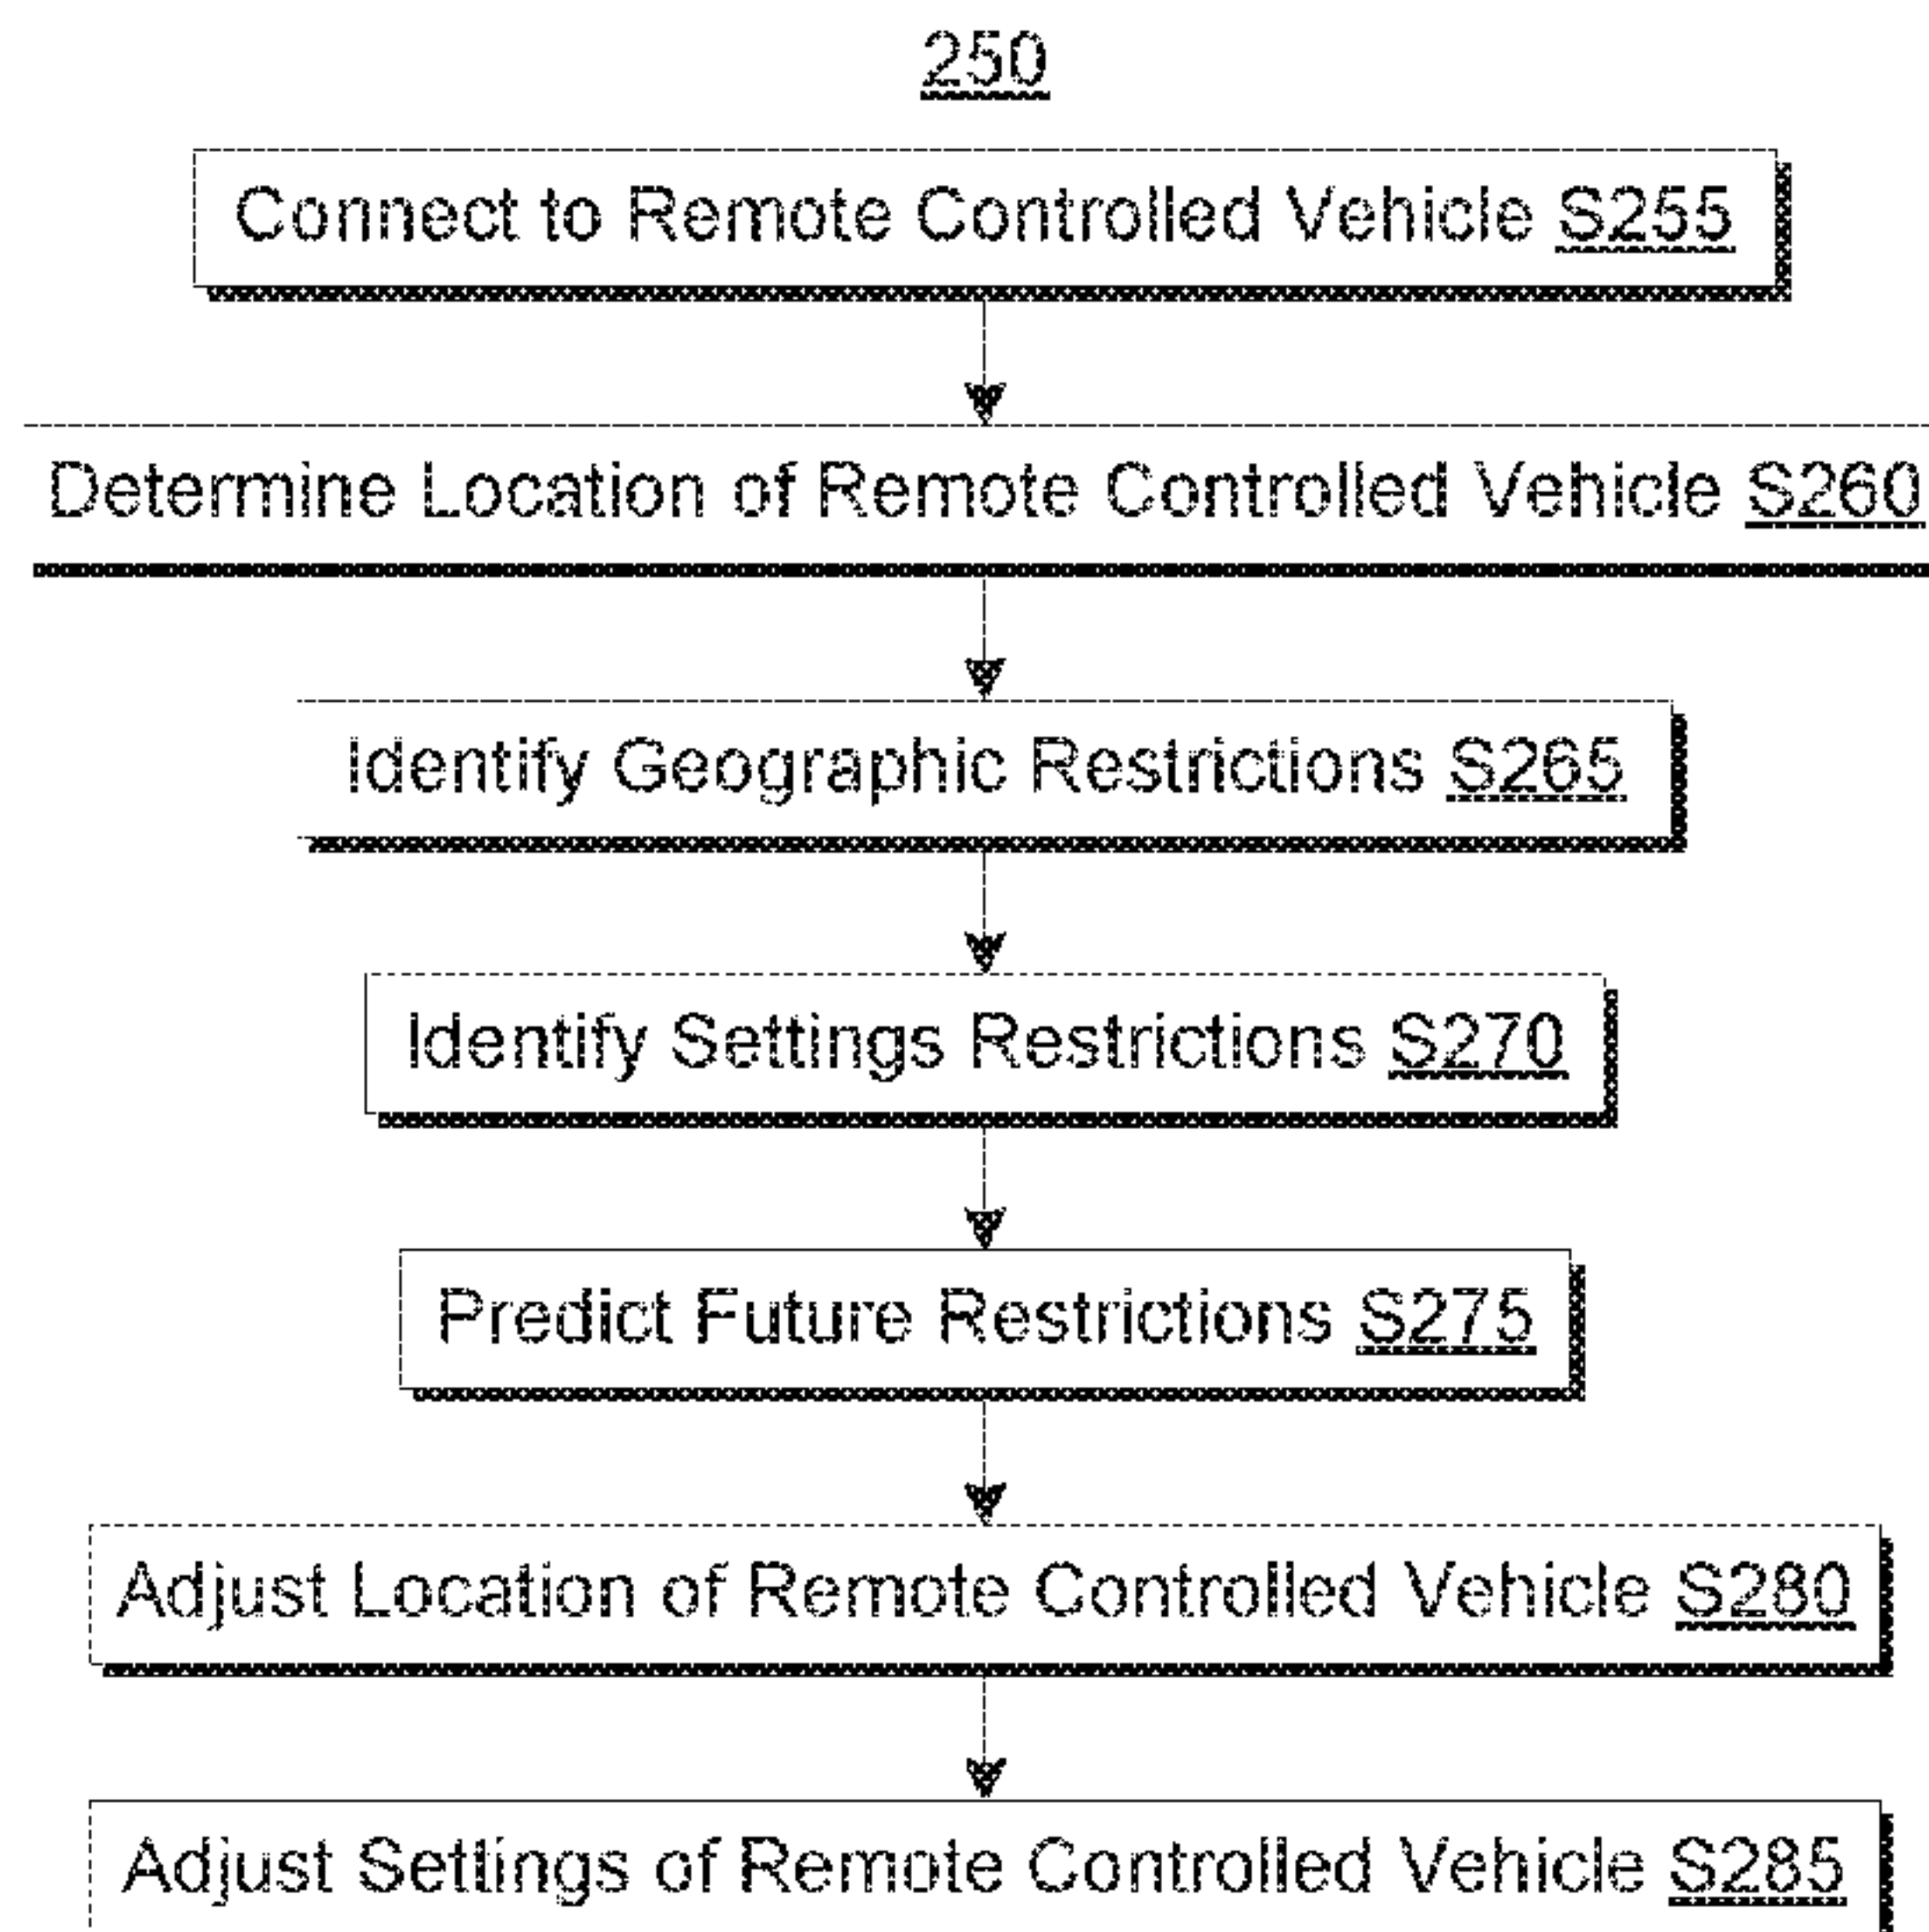 250
Connect to Remote Controlled Vehicle S255
Determine Location of Remote Controlled Vehicle S260
Identify Geographic Restrictions S265
Identify Settings Restrictions S270
Predict Future Restrictions S275
Adjust Location of Remote Controlled Vehicle S280
Adjust Settings of Remote Controlled Vehicle S285